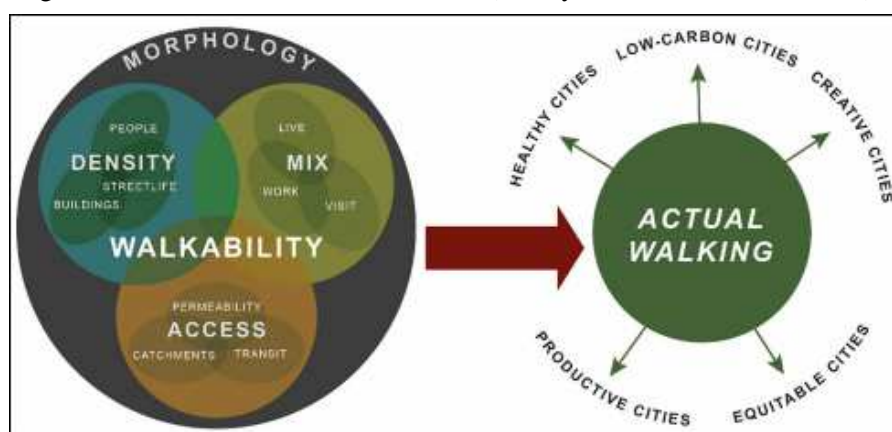 MORPHOLOGY
PEOPLE
DENSITY
STREETLIFE
BUILDINGS
LIVE
MIX
WORK
VISIT
WALKABILITY
PERMEABILITY
ACCESS
CATCHMENTS
TRANSIT
HEALTHY CITIES
LOW-CARBON CITIES
CREATIVE CITIES
ACTUAL
WALKING
PRODUCTIVE CITIES
EQUITABLE CITIES